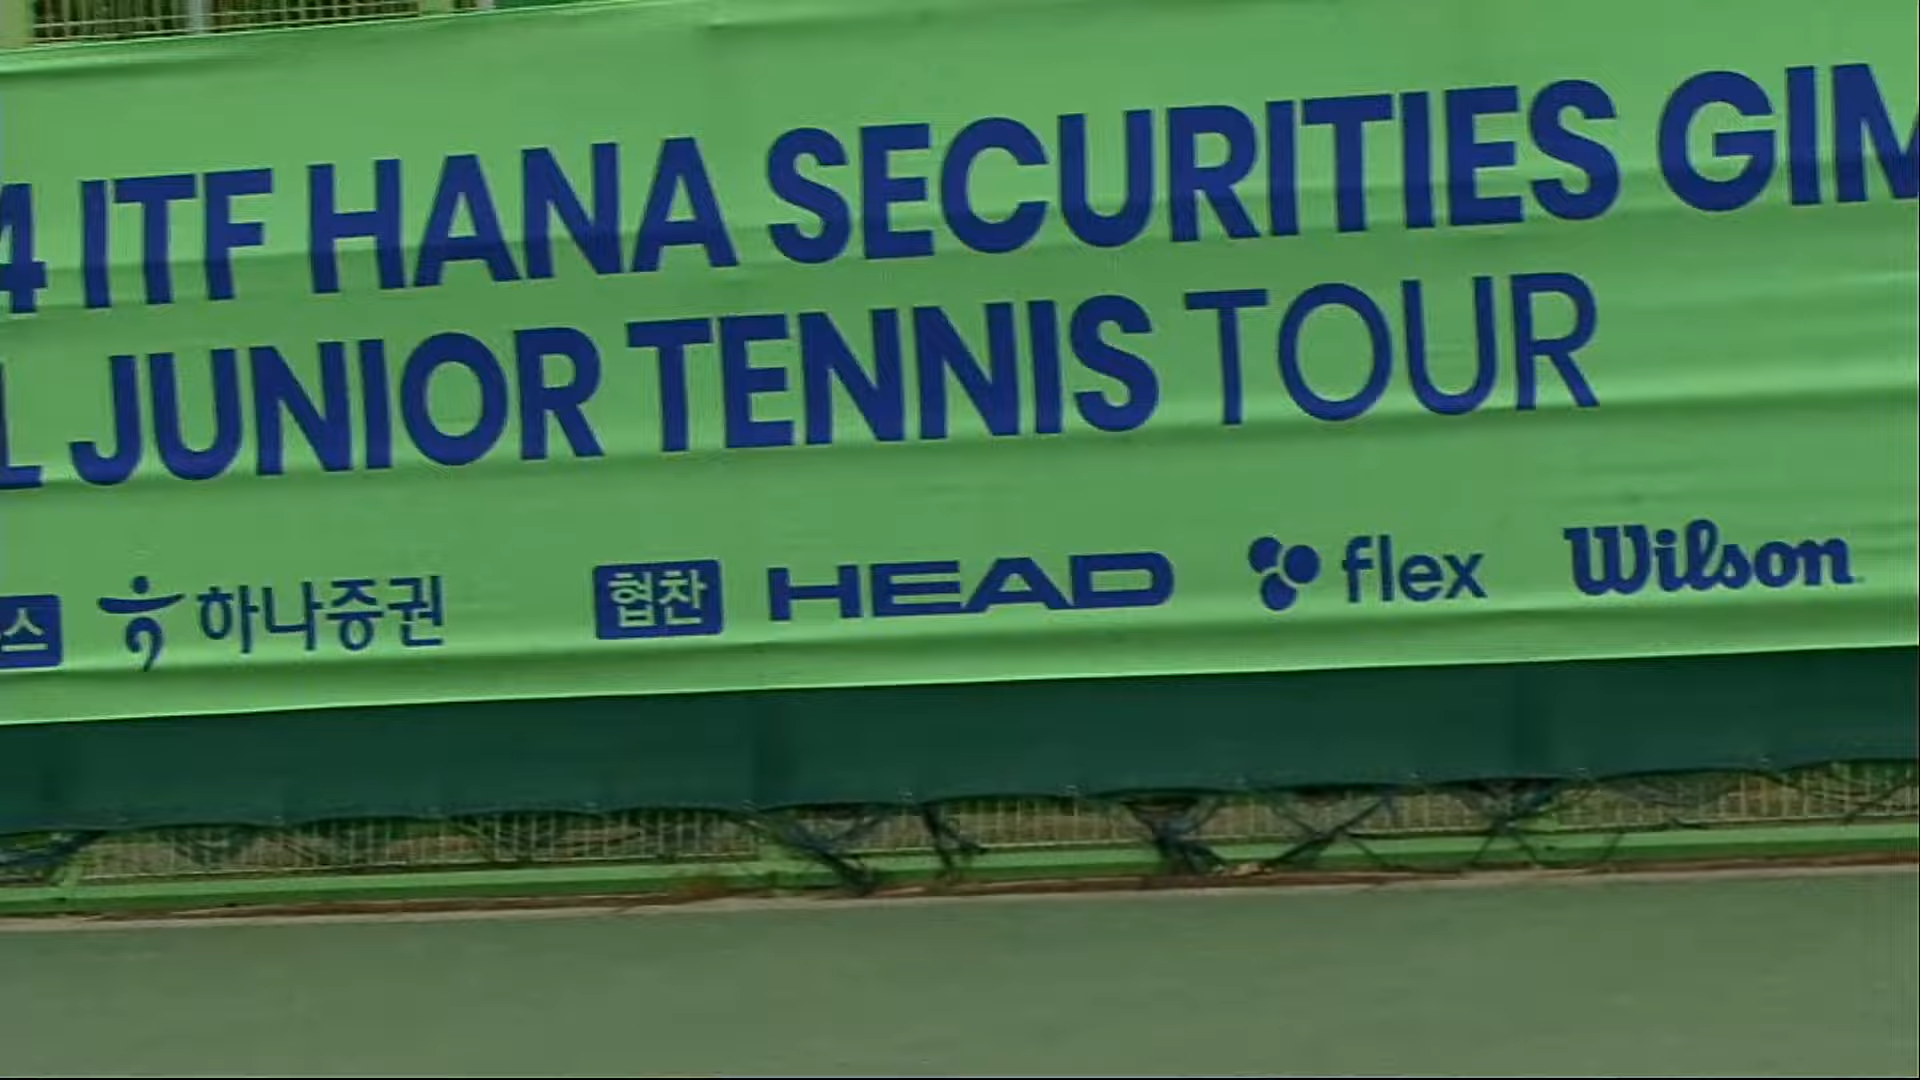 4 ITF HANA SECURITIES GIM
L JUNIOR TENNIS TOUR
스 하나증권 협찬 HEAD flex Wilson